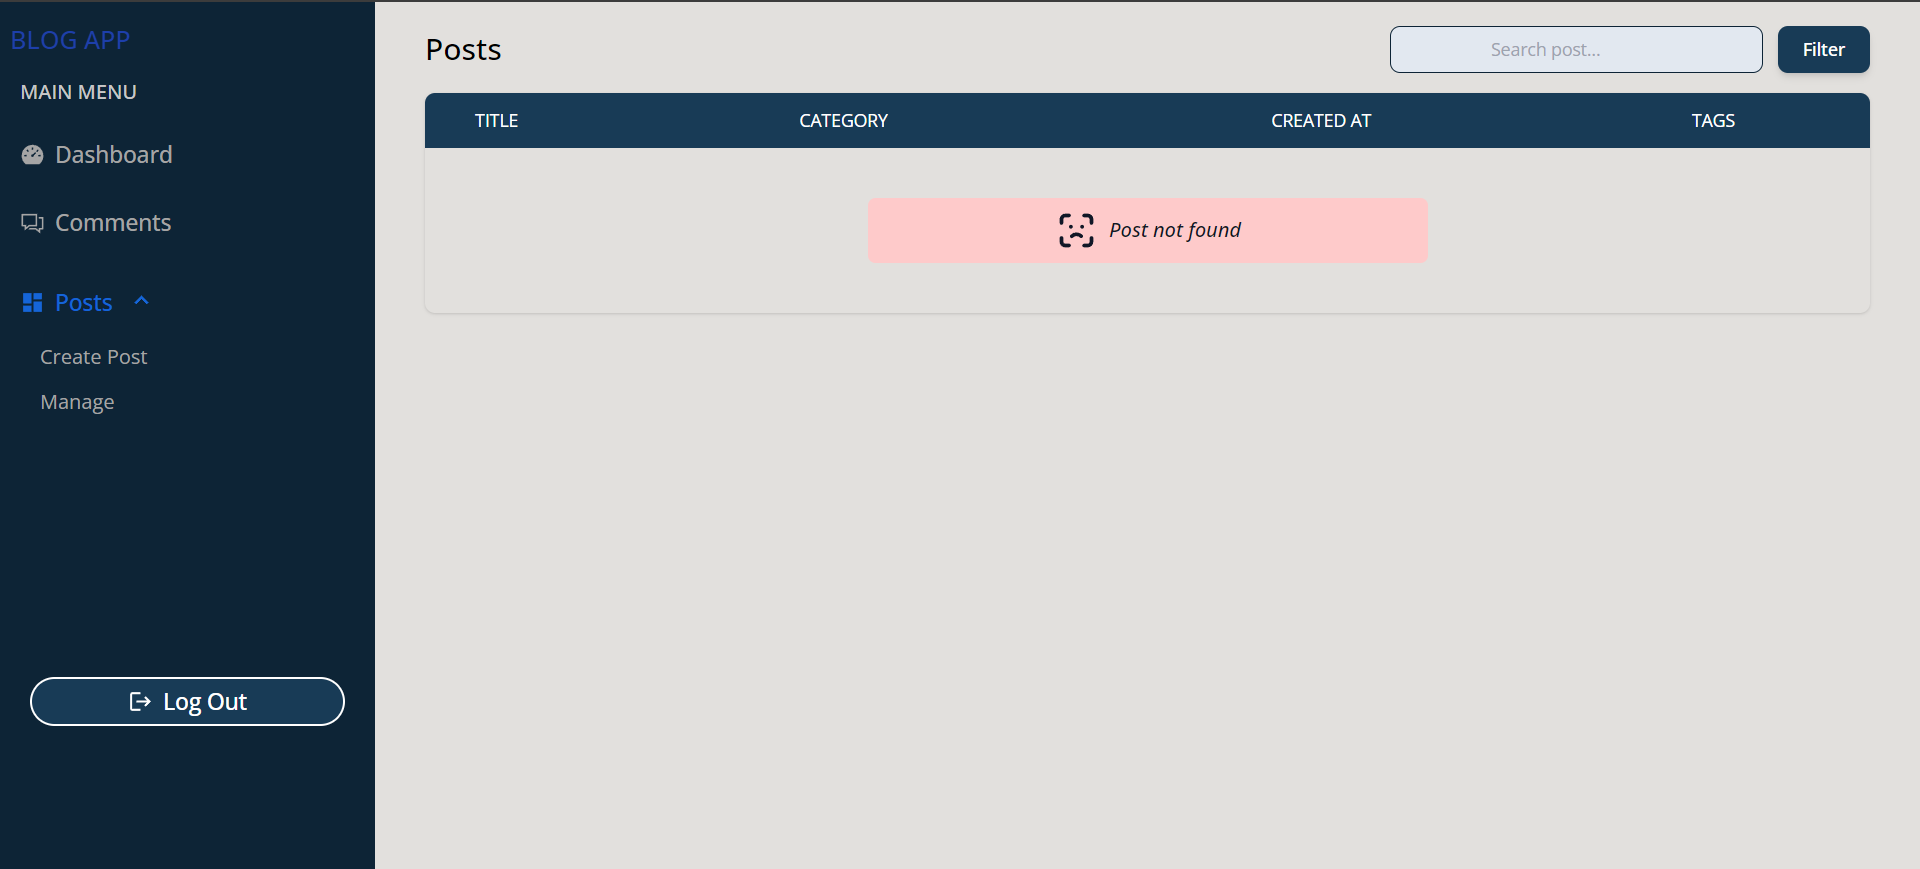 BLOG APP
MAIN MENU
Dashboard
Comments
Posts
Create Post
Manage
Log Out
Posts
Search post...
Filter
TITLE CATEGORY CREATED AT TAGS
Post not found